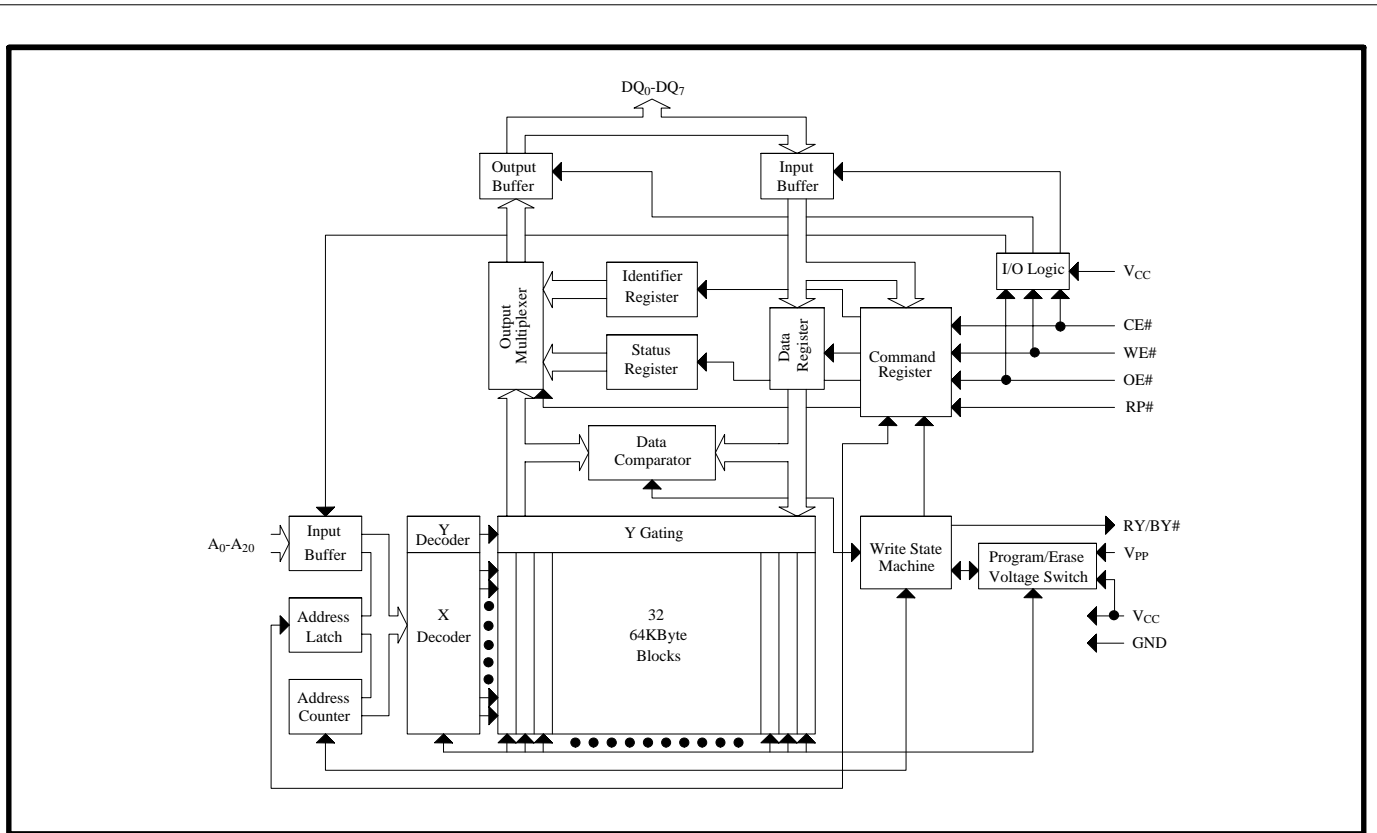 DQ0-DQ7
Output
Buffer
Input
Buffer
I/O Logic
VCC
Output
Multiplexer
Identifier
Register
Status
Register
Data
Register
Command
Register
CE#
WE#
OE#
RP#
Data
Comparator
A0-A20
Input
Buffer
Y
Decoder
Y Gating
Write State
Machine
RY/BY#
Program/Erase
Voltage Switch
VPP
VCC
GND
Address
Latch
X
Decoder
32
64KByte
Blocks
Address
Counter